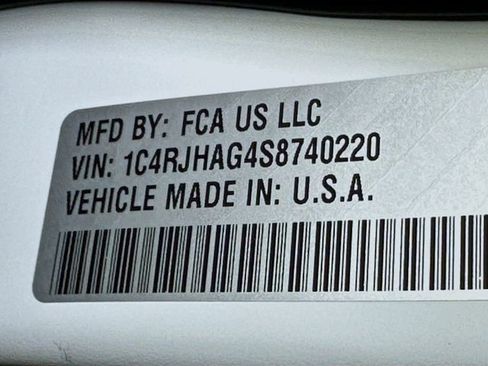 MFD BY: FCA US LLC
VIN: 1C4RJHAG4S8740220
VEHICLE MADE IN: U.S.A.